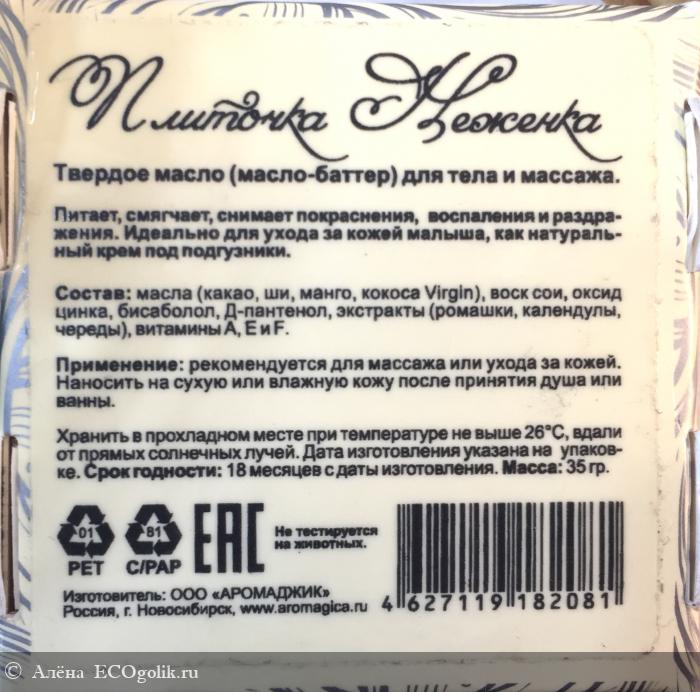 Плиточка Неженка
Твердое масло (масло-баттер) для тела и массажа.
Питает, смягчает, снимает покраснения, воспаления и раздра-
жения. Идеально для ухода за кожей малыша, как натураль-
ный крем под подгузники.
Состав: масла (какао, ши, манго, кокоса Virgin), воск сои, оксид
цинка, бисаболол, Д-пантенол, экстракты (ромашки, календулы,
череды), витамины А, Е и F.
Применение: рекомендуется для массажа или ухода за кожей.
Наносить на сухую или влажную кожу после принятия душа или
ванны.
Хранить в прохладном месте при температуре не выше 26°С, вдали
от прямых солнечных лучей. Дата изготовления указана на упаков-
ке. Срок годности: 18 месяцев с даты изготовления. Масса: 35 гр.
01 81 EAC Не тестируется
на животных.
PET C/PAP
Изготовитель: ООО «АРОМАДЖИК»
Россия, г. Новосибирск, www.aromagica.ru
4 627119 182081
© Алёна ECOgolik.ru